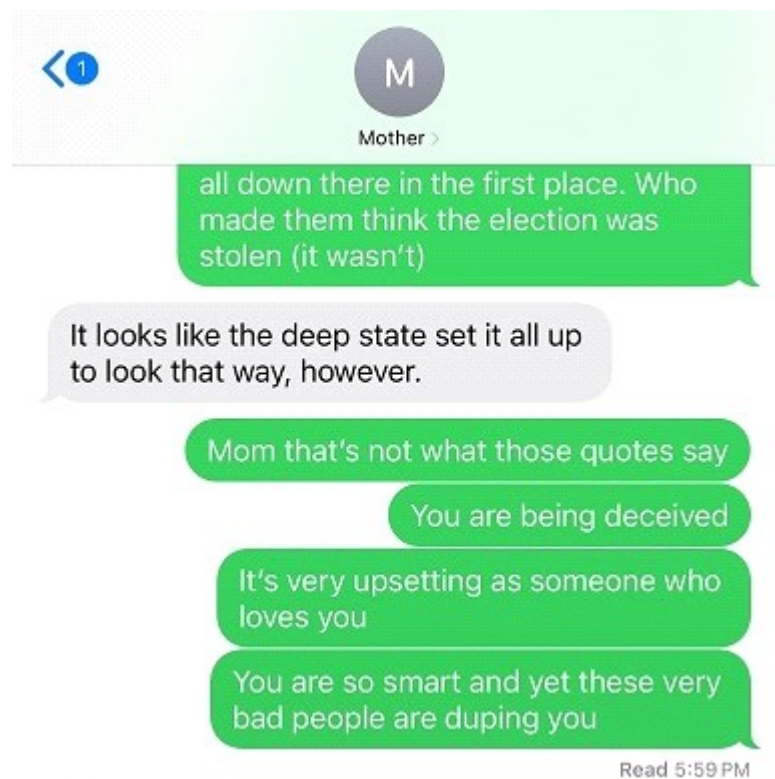 1
M
Mother
all down there in the first place. Who
made them think the election was
stolen (it wasn't)
It looks like the deep state set it all up
to look that way, however.
Mom that's not what those quotes say
You are being deceived
It's very upsetting as someone who
loves you
You are so smart and yet these very
bad people are duping you
Read 5:59 PM